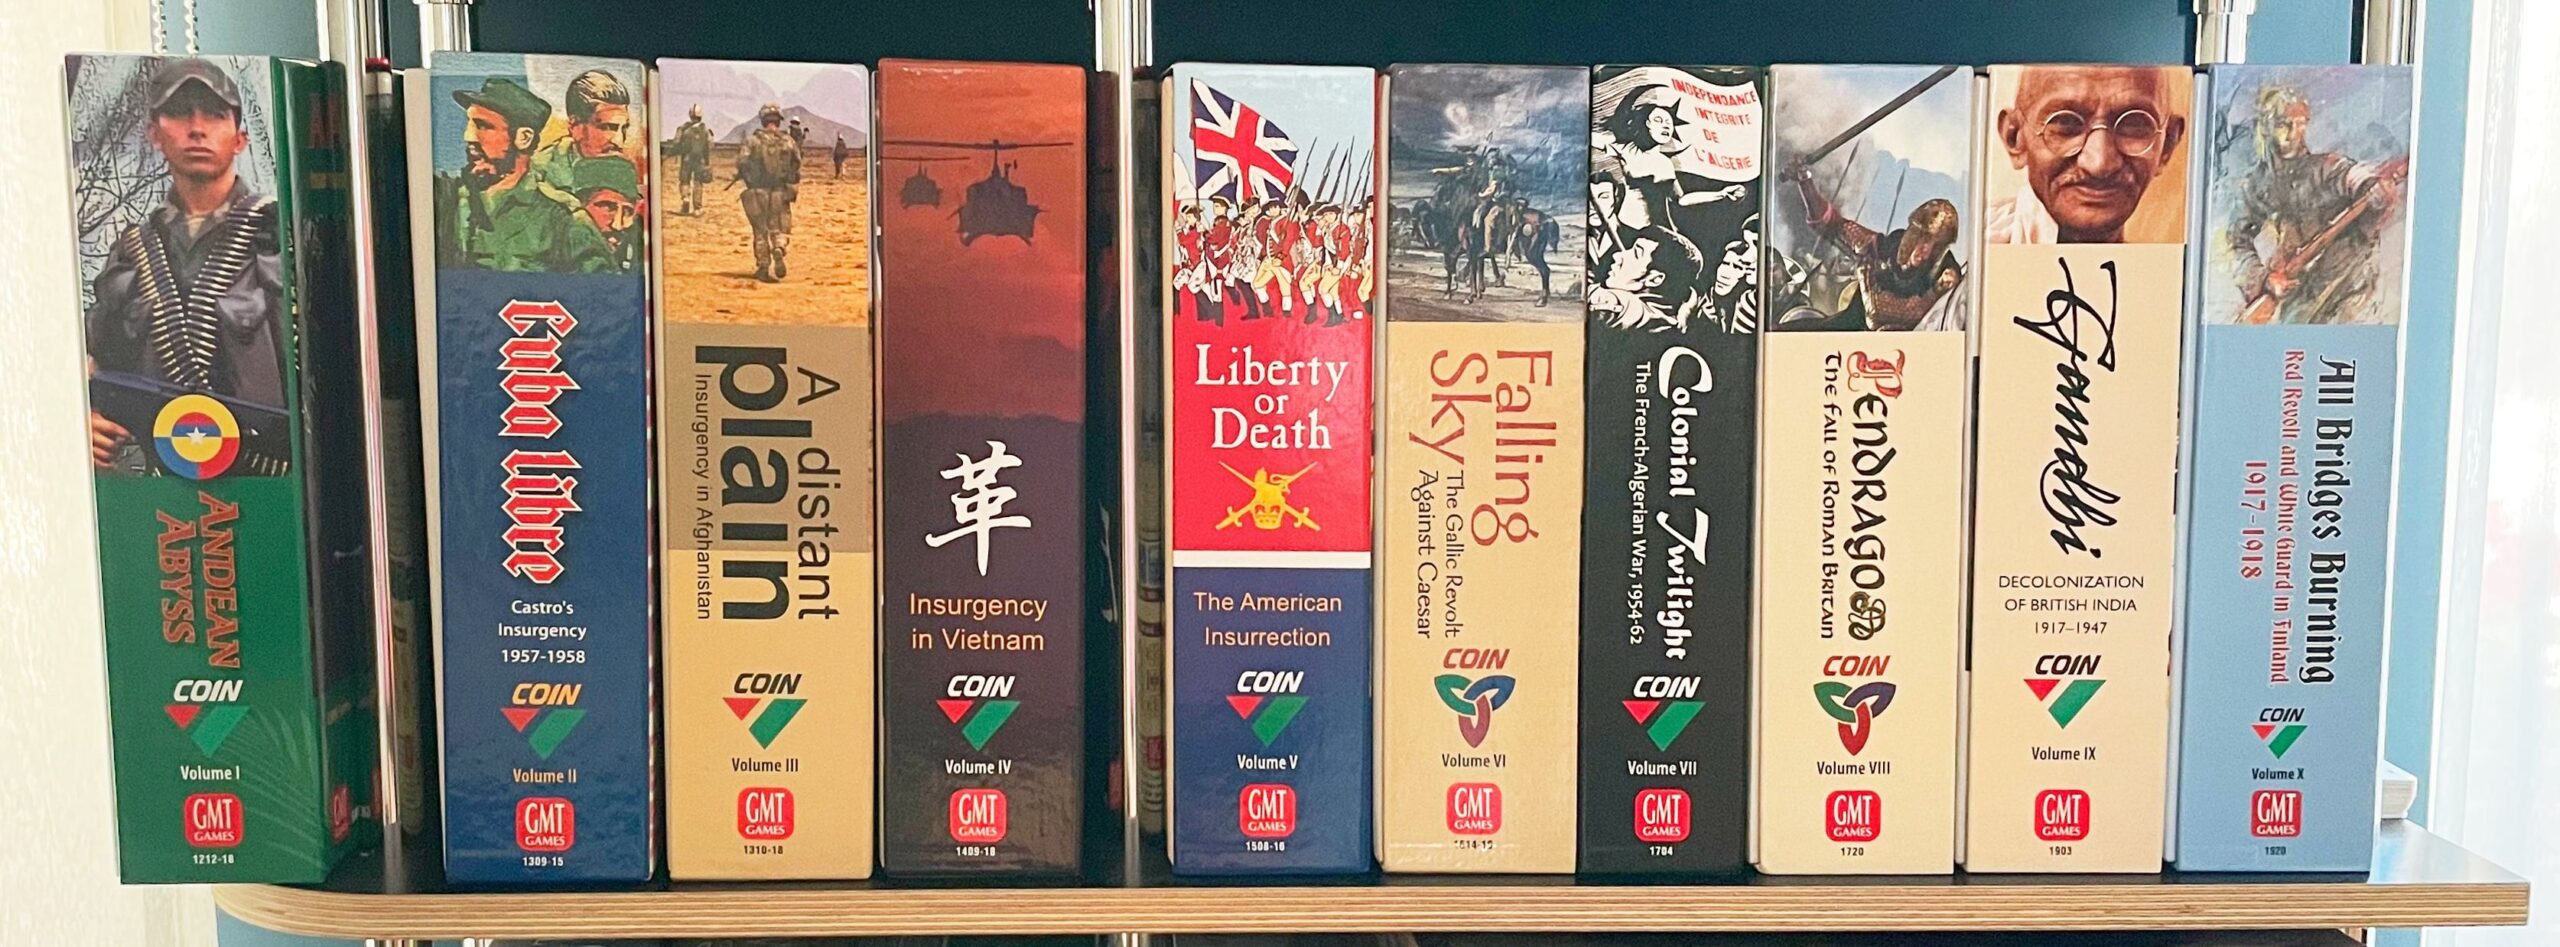 ANDEAN
ABYSS
COIN
Volume I
GMT
GAMES
1212-18
Cuba libre
Castro's
Insurgency
1957-1958
COIN
Volume II
GMT
GAMES
1309-15
A distant
plain
Insurgency in Afghanistan
COIN
Volume III
GMT
GAMES
1310-18
革
Insurgency
in Vietnam
COIN
Volume IV
GMT
GAMES
1409-18
Liberty
or
Death
The American
Insurrection
COIN
Volume V
GMT
GAMES
1508-16
Falling
Sky
The Gallic Revolt
Against Caesar
COIN
Volume VI
GMT
GAMES
INDEPENDANCE
INTEGRITE
DE
L'ALGERIE
Colonial Twilight
The French-Algerian War, 1954-62
COIN
Volume VII
GMT
GAMES
1704
PENDRAGON
The Fall of Roman Britain
COIN
Volume VIII
GMT
GAMES
1720
Gandhi
DECOLONIZATION
OF BRITISH INDIA
1917–1947
COIN
Volume IX
GMT
GAMES
1903
All Bridges Burning
Red Revolt and White Guard in Finland
1917-1918
COIN
Volume X
GMT
GAMES
1920